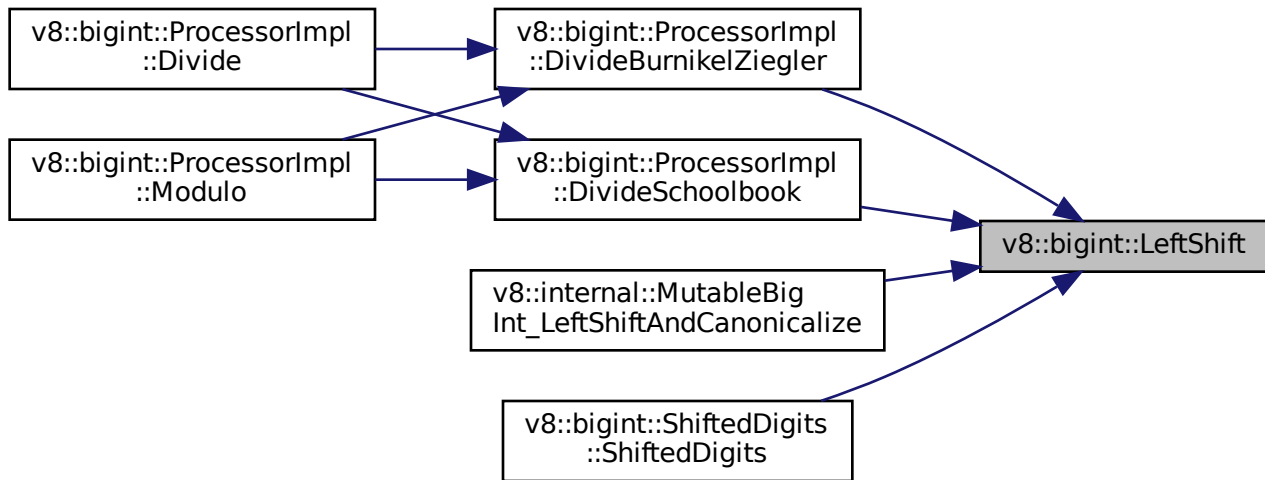 v8::bigint::ProcessorImpl
::Divide
v8::bigint::ProcessorImpl
::DivideBurnikelZiegler
v8::bigint::ProcessorImpl
::Modulo
v8::bigint::ProcessorImpl
::DivideSchoolbook
v8::bigint::LeftShift
v8::internal::MutableBig
Int_LeftShiftAndCanonicalize
v8::bigint::ShiftedDigits
::ShiftedDigits